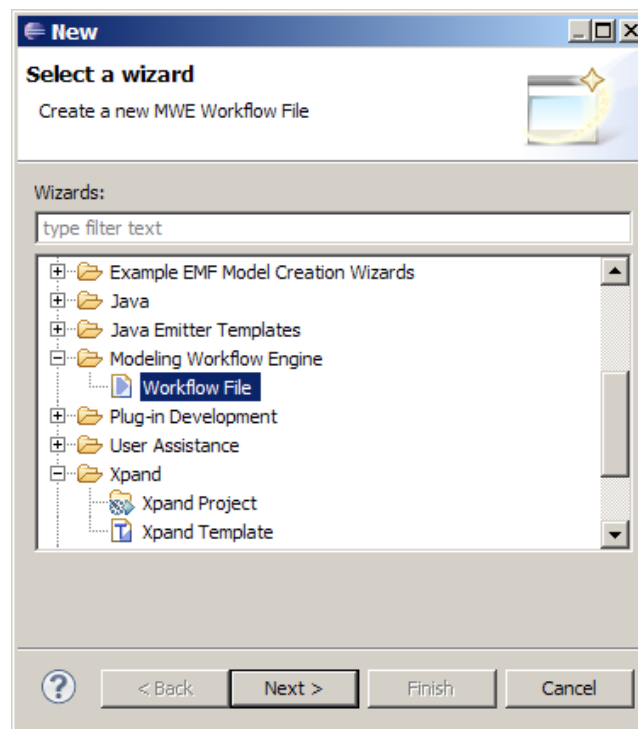 New
Select a wizard
Create a new MWE Workflow File
Wizards:
type filter text
Example EMF Model Creation Wizards
Java
Java Emitter Templates
Modeling Workflow Engine
Workflow File
Plug-in Development
User Assistance
Xpand
Xpand Project
Xpand Template
? < Back Next > Finish Cancel